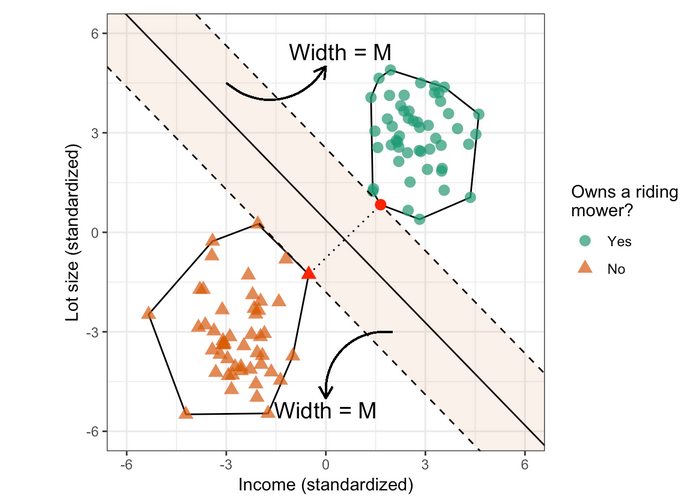 Width = M
Width = M
6
3
0
-3
-6
-6
-3
0
3
6
Lot size (standardized)
Income (standardized)
Owns a riding
mower?
Yes
No